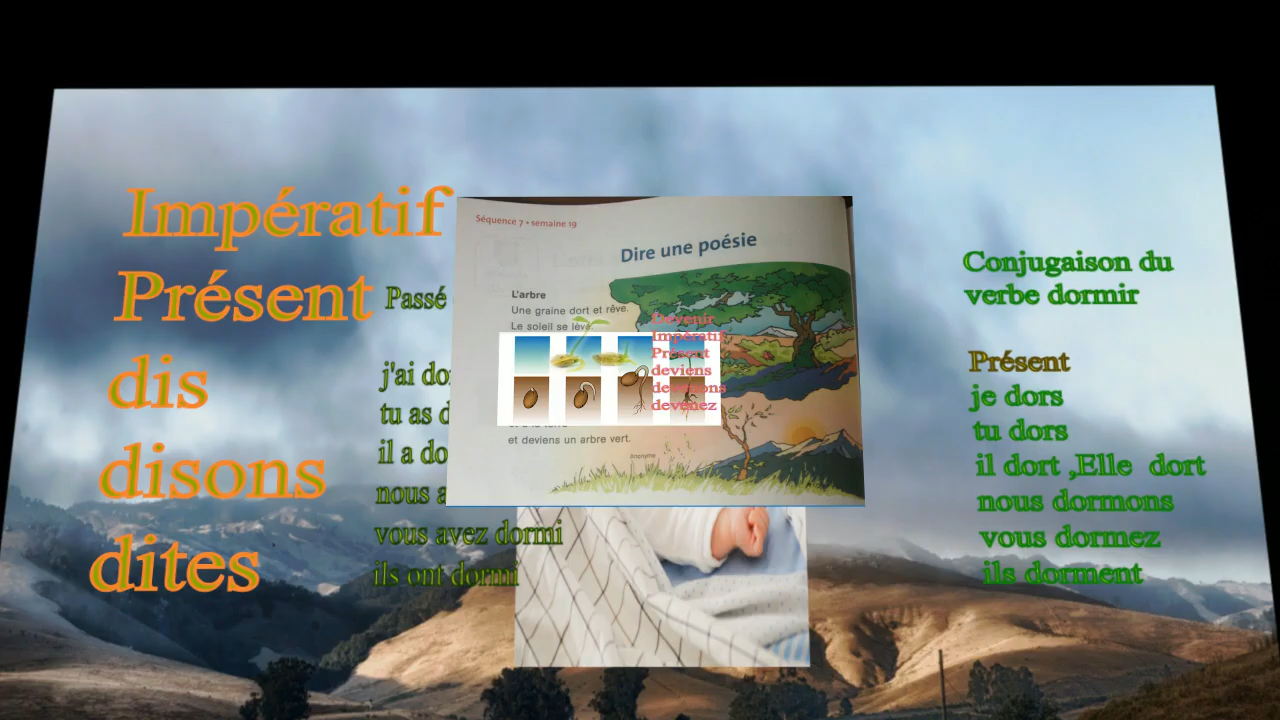 Impératif
Présent
dis
disons
dites
Passé
j'ai
tu as
il a
nous
vous avez dormi
ils ont dormi
Séquence 7 • semaine 19
Dire une poésie
L'arbre
Une graine dort et rêve.
Le soleil se lève.
et deviens un arbre vert.
Anonyme
Devenir
Impératif
Présent
deviens
devenez
Conjugaison du
verbe dormir
Présent
je dors
tu dors
il dort ,Elle dort
nous dormons
vous dormez
ils dorment